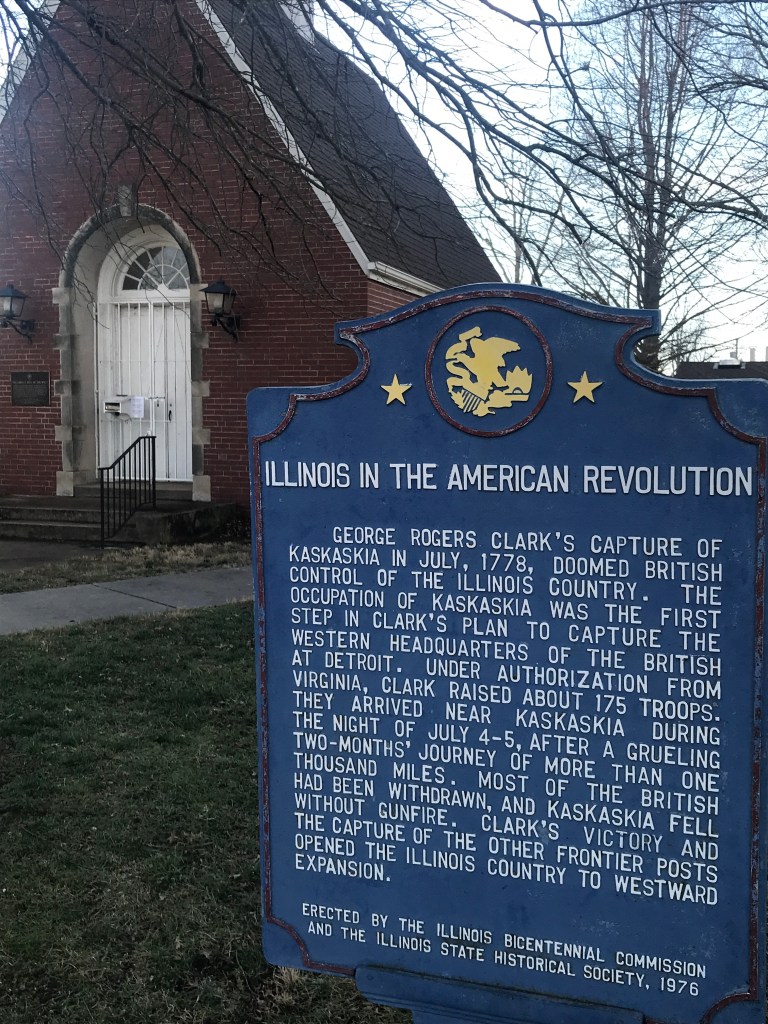 ILLINOIS IN THE AMERICAN REVOLUTION
GEORGE ROGERS CLARK'S CAPTURE OF
KASKASKIA IN JULY, 1778, DOOMED BRITISH
CONTROL OF THE ILLINOIS COUNTRY. THE
OCCUPATION OF KASKASKIA WAS THE FIRST
STEP IN CLARK'S PLAN TO CAPTURE THE
WESTERN HEADQUARTERS OF THE BRITISH
AT DETROIT. UNDER AUTHORIZATION FROM
VIRGINIA, CLARK RAISED ABOUT 175 TROOPS.
THEY ARRIVED NEAR KASKASKIA DURING
THE NIGHT OF JULY 4-5, AFTER A GRUELING
TWO-MONTHS' JOURNEY OF MORE THAN ONE
THOUSAND MILES. MOST OF THE BRITISH
HAD BEEN WITHDRAWN, AND KASKASKIA FELL
WITHOUT GUNFIRE. CLARK'S VICTORY AND
THE CAPTURE OF THE OTHER FRONTIER POSTS
OPENED THE ILLINOIS COUNTRY TO WESTWARD
EXPANSION.
ERECTED BY THE ILLINOIS BICENTENNIAL COMMISSION
AND THE ILLINOIS STATE HISTORICAL SOCIETY, 1976